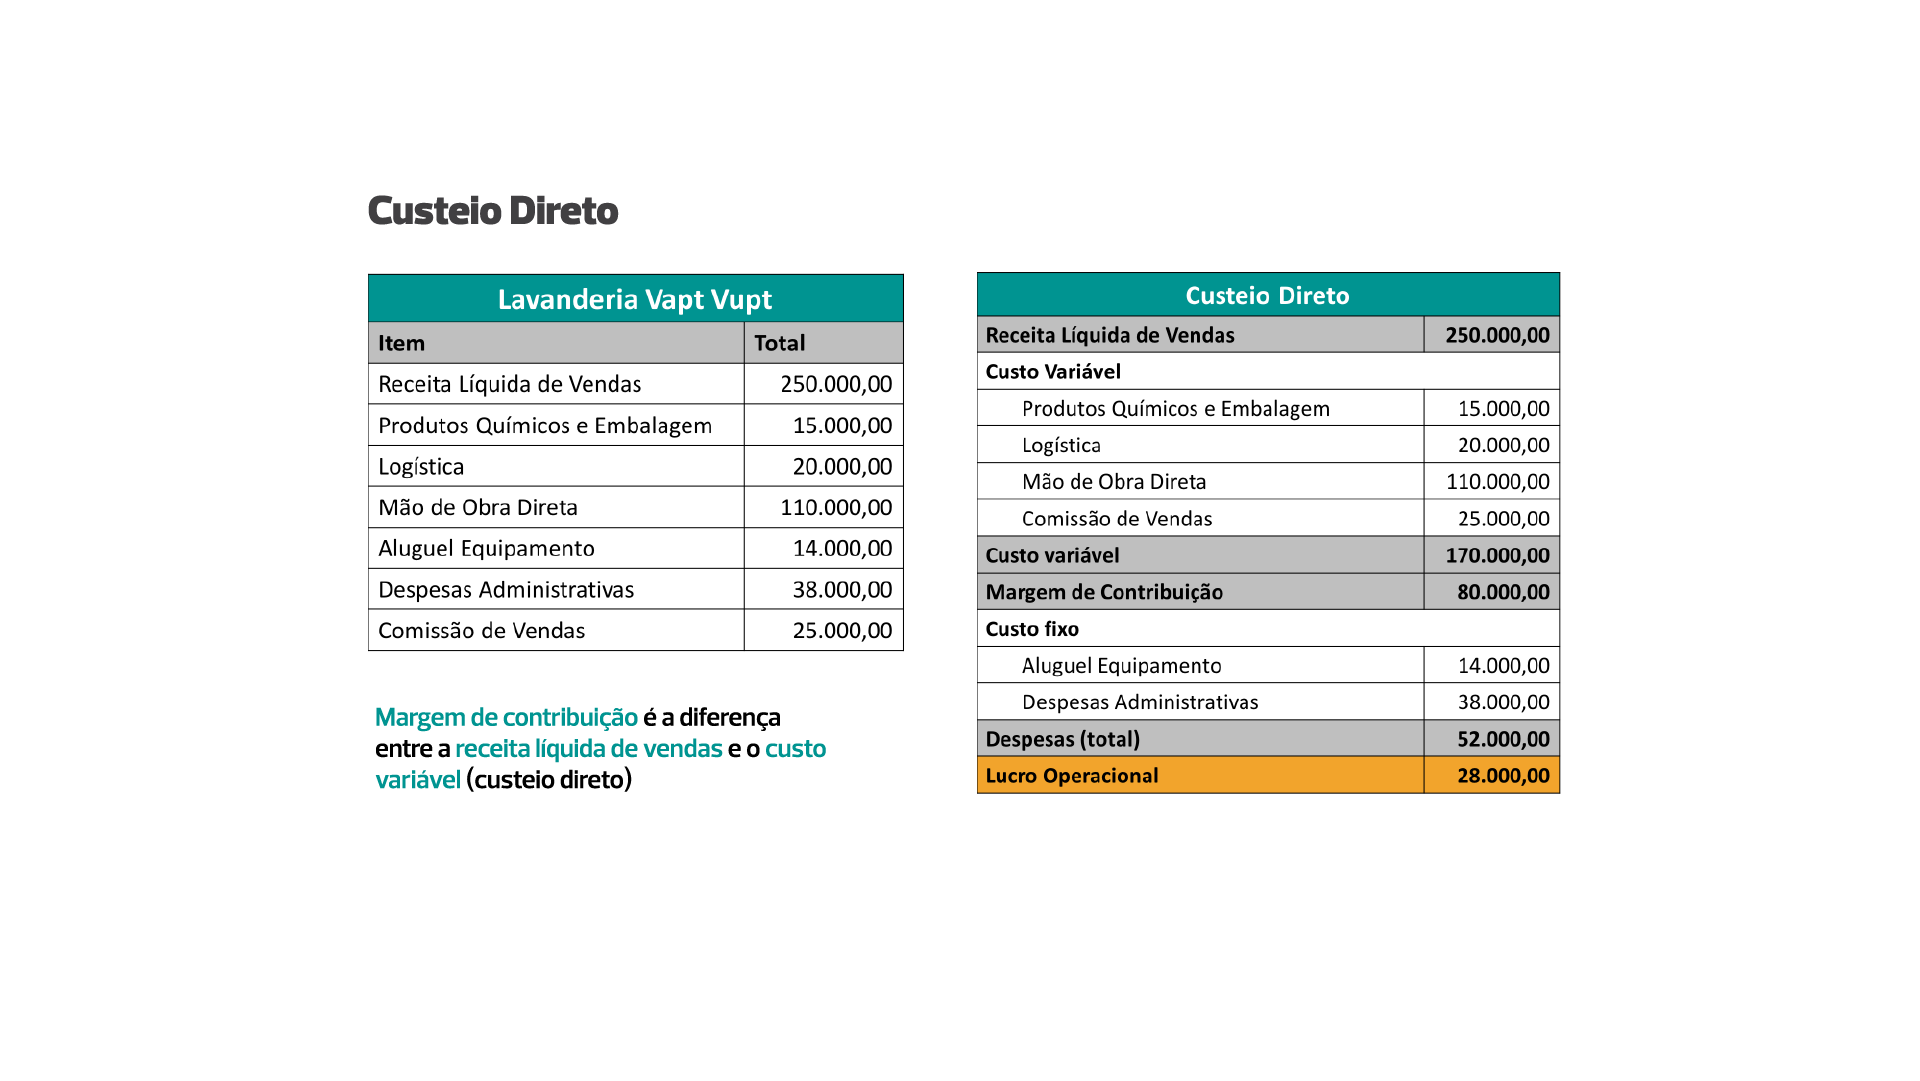 Custeio Direto
Lavanderia Vapt Vupt
Item Total
Receita Líquida de Vendas 250.000,00
Produtos Químicos e Embalagem 15.000,00
Logística 20.000,00
Mão de Obra Direta 110.000,00
Aluguel Equipamento 14.000,00
Despesas Administrativas 38.000,00
Comissão de Vendas 25.000,00
Margem de contribuição é a diferença
entre a receita líquida de vendas e o custo
variável (custeio direto)
Custeio Direto
Receita Líquida de Vendas 250.000,00
Custo Variável
Produtos Químicos e Embalagem 15.000,00
Logística 20.000,00
Mão de Obra Direta 110.000,00
Comissão de Vendas 25.000,00
Custo variável 170.000,00
Margem de Contribuição 80.000,00
Custo fixo
Aluguel Equipamento 14.000,00
Despesas Administrativas 38.000,00
Despesas (total) 52.000,00
Lucro Operacional 28.000,00